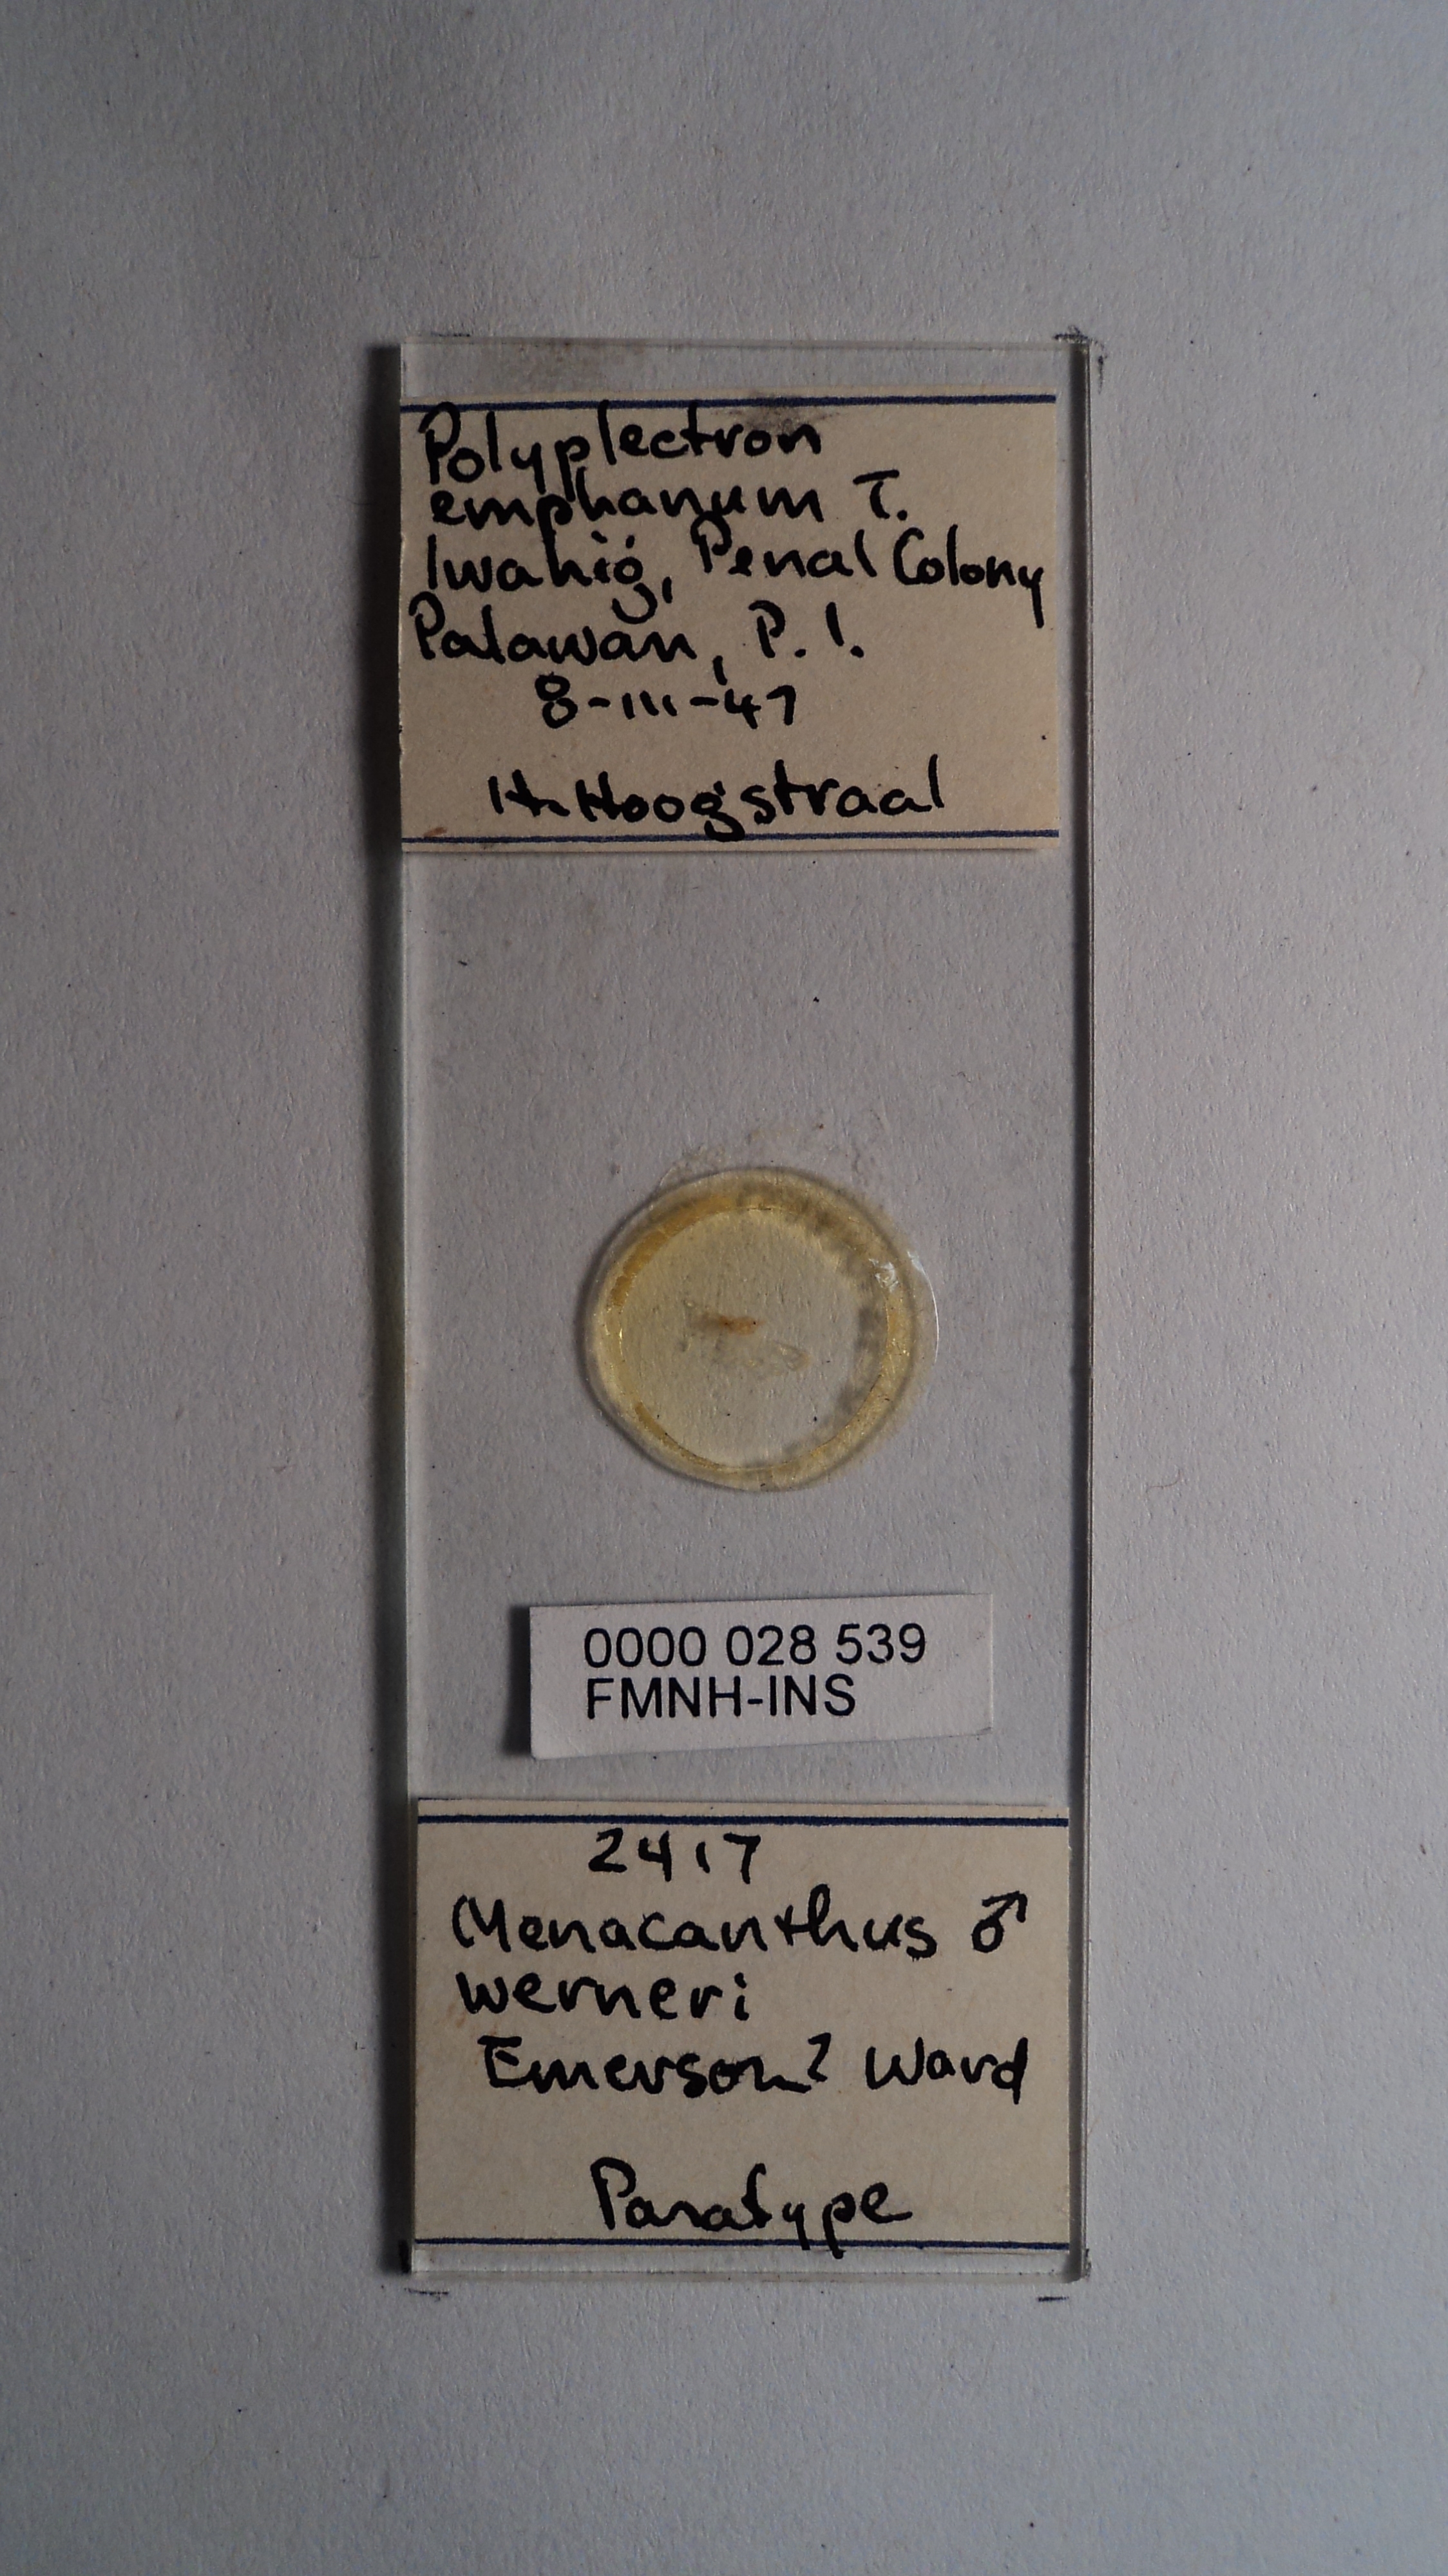 Polyplectron
emphanum T.
Iwahig, Penal Colony
Palawan, P.I.
8-III-47
H. Hoogstraal
0000 028 539
FMNH-INS
2417
Menacanthus ♂
werneri
Emerson? Ward
Paratype